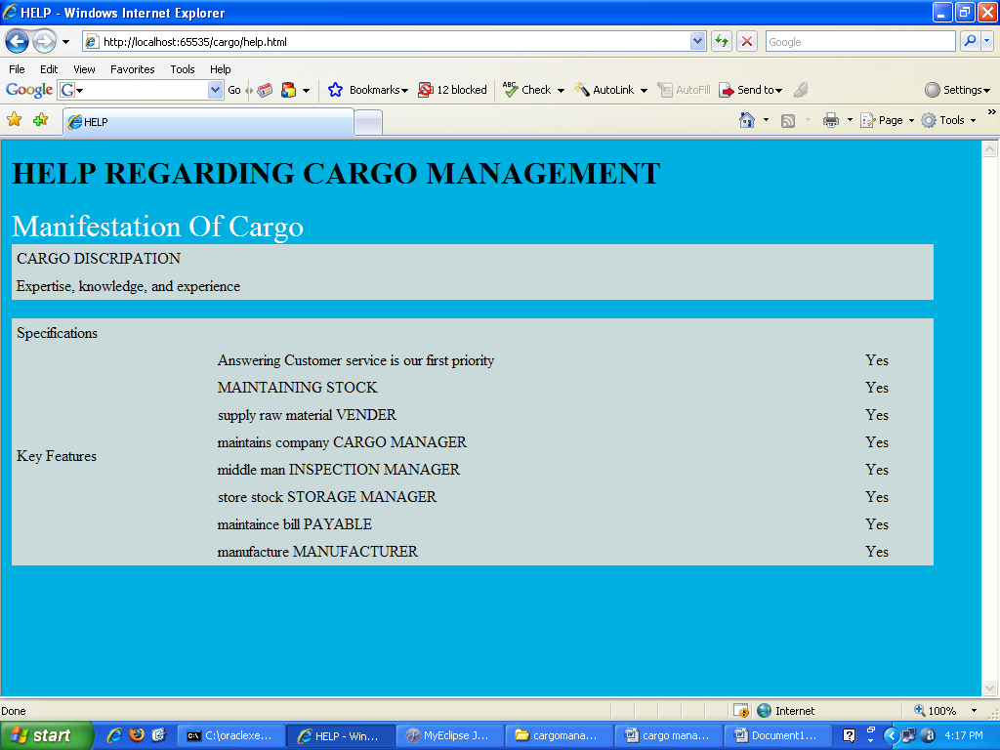 HELP - Windows Internet Explorer
http://localhost:65535/cargo/help.html
Google
File Edit View Favorites Tools Help
Google G Go Bookmarks 12 blocked ABC Check AutoLink AutoFill Send to Settings
HELP Page Tools
HELP REGARDING CARGO MANAGEMENT
Manifestation Of Cargo
CARGO DISCRIPATION
Expertise, knowledge, and experience
Specifications
Key Features
Answering Customer service is our first priority Yes
MAINTAINING STOCK Yes
supply raw material VENDER Yes
maintains company CARGO MANAGER Yes
middle man INSPECTION MANAGER Yes
store stock STORAGE MANAGER Yes
maintaince bill PAYABLE Yes
manufacture MANUFACTURER Yes
Done Internet 100%
start C:\oraclexe... HELP - Win... MyEclipse J... cargomana... cargo mana... Document1... 4:17 PM